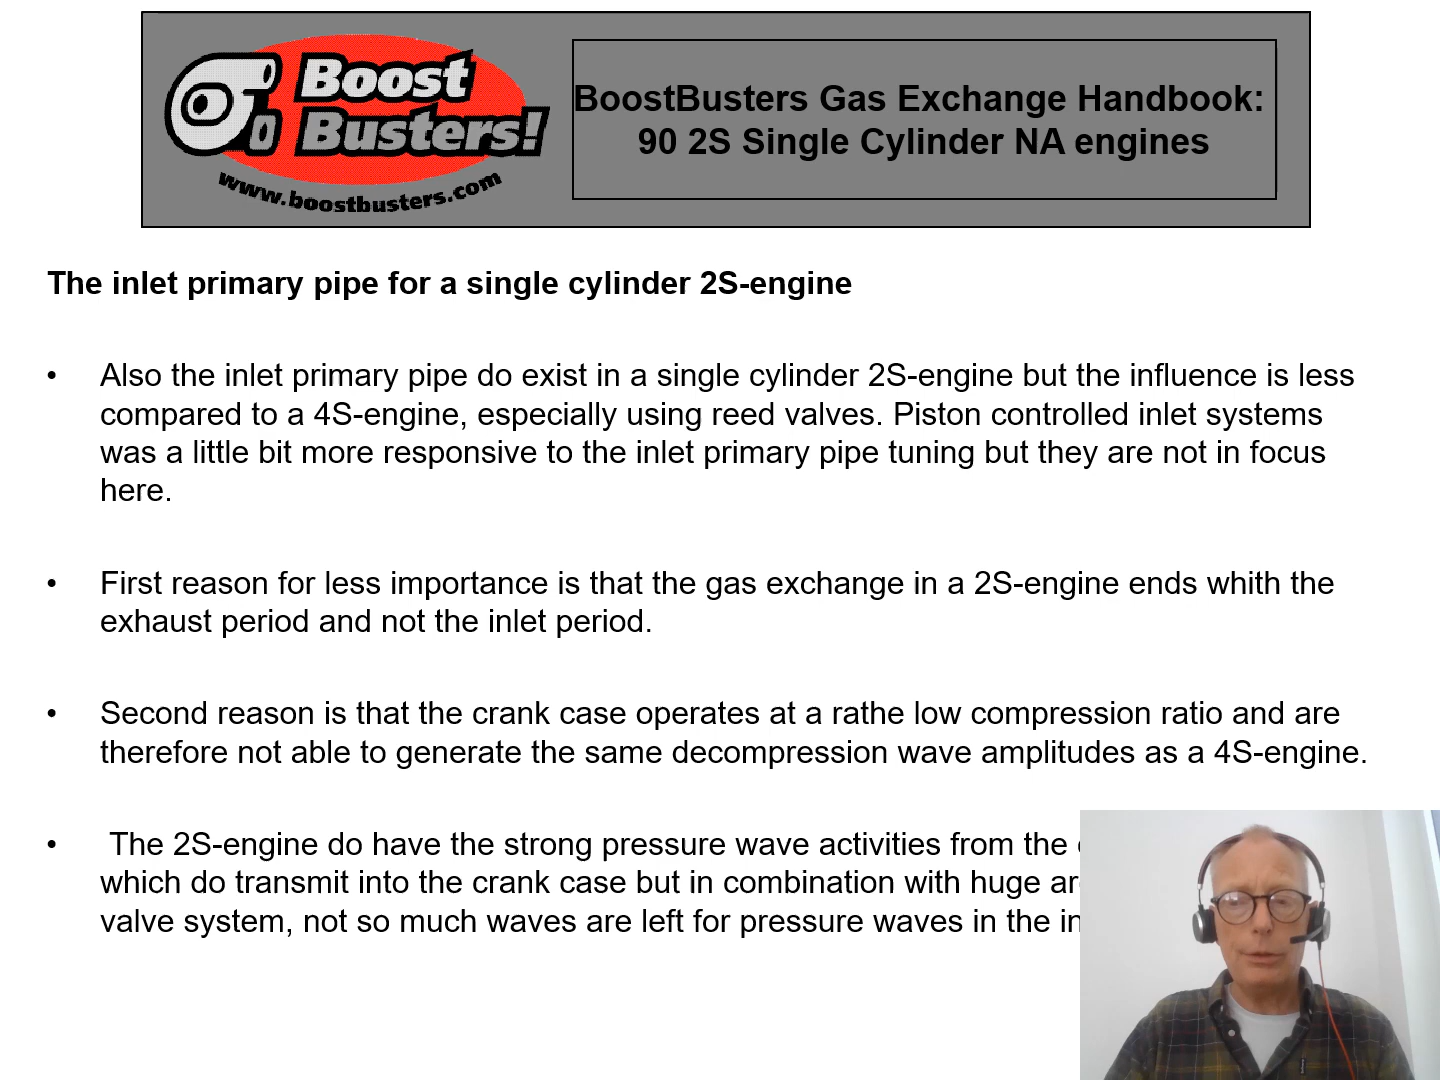 Boost
Busters!
www.boostbusters.com
BoostBusters Gas Exchange Handbook:
90 2S Single Cylinder NA engines
The inlet primary pipe for a single cylinder 2S-engine
• Also the inlet primary pipe do exist in a single cylinder 2S-engine but the influence is less
compared to a 4S-engine, especially using reed valves. Piston controlled inlet systems
was a little bit more responsive to the inlet primary pipe tuning but they are not in focus
here.
• First reason for less importance is that the gas exchange in a 2S-engine ends whith the
exhaust period and not the inlet period.
• Second reason is that the crank case operates at a rathe low compression ratio and are
therefore not able to generate the same decompression wave amplitudes as a 4S-engine.
• The 2S-engine do have the strong pressure wave activities from the
which do transmit into the crank case but in combination with huge
valve system, not so much waves are left for pressure waves in the